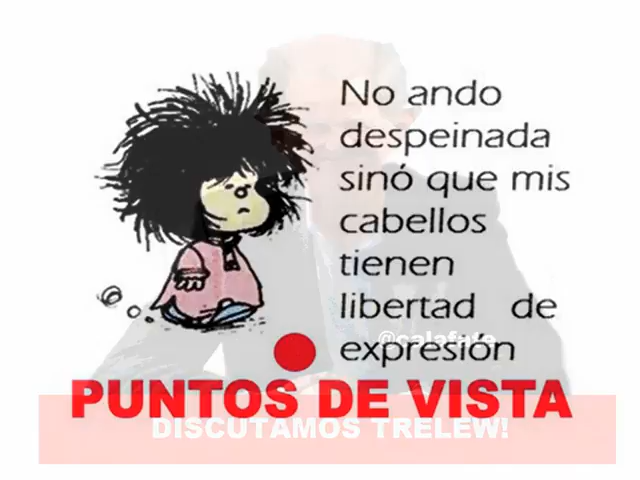 No ando
despeinada
sinó que mis
cabellos
tienen
libertad de
@calafate
expresión
PUNTOS DE VISTA
DISCUTAMOS TRELEW!